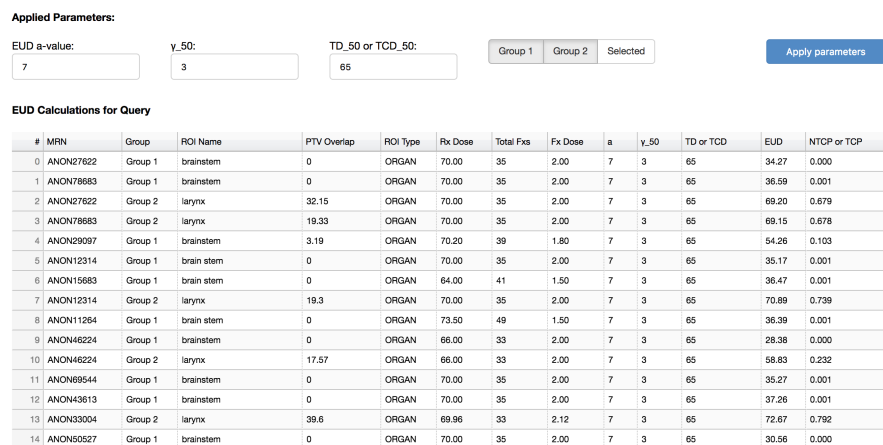 Applied Parameters:
EUD a-value: γ_50: TD_50 or TCD_50:
7 3 65 Group 1 Group 2 Selected Apply parameters
EUD Calculations for Query
# MRN Group ROI Name PTV Overlap ROI Type Rx Dose Total Fxs Fx Dose a γ_50 TD or TCD EUD NTCP or TCP
0 ANON27622 Group 1 brainstem 0 ORGAN 70.00 35 2.00 7 3 65 34.27 0.000
1 ANON78683 Group 1 brainstem 0 ORGAN 70.00 35 2.00 7 3 65 36.59 0.001
2 ANON27622 Group 2 larynx 32.15 ORGAN 70.00 35 2.00 7 3 65 69.20 0.679
3 ANON78683 Group 2 larynx 19.33 ORGAN 70.00 35 2.00 7 3 65 69.15 0.678
4 ANON29097 Group 1 brainstem 3.19 ORGAN 70.20 39 1.80 7 3 65 54.26 0.103
5 ANON12314 Group 1 brain stem 0 ORGAN 70.00 35 2.00 7 3 65 35.17 0.001
6 ANON15683 Group 1 brain stem 0 ORGAN 64.00 41 1.50 7 3 65 36.47 0.001
7 ANON12314 Group 2 larynx 19.3 ORGAN 70.00 35 2.00 7 3 65 70.89 0.739
8 ANON11264 Group 1 brain stem 0 ORGAN 73.50 49 1.50 7 3 65 36.39 0.001
9 ANON46224 Group 1 brainstem 0 ORGAN 66.00 33 2.00 7 3 65 28.38 0.000
10 ANON46224 Group 2 larynx 17.57 ORGAN 66.00 33 2.00 7 3 65 58.83 0.232
11 ANON69544 Group 1 brainstem 0 ORGAN 70.00 35 2.00 7 3 65 35.27 0.001
12 ANON43613 Group 1 brainstem 0 ORGAN 70.00 35 2.00 7 3 65 37.26 0.001
13 ANON33004 Group 2 larynx 39.6 ORGAN 69.96 33 2.12 7 3 65 72.67 0.792
14 ANON50527 Group 1 brainstem 0 ORGAN 70.00 35 2.00 7 3 65 30.56 0.000